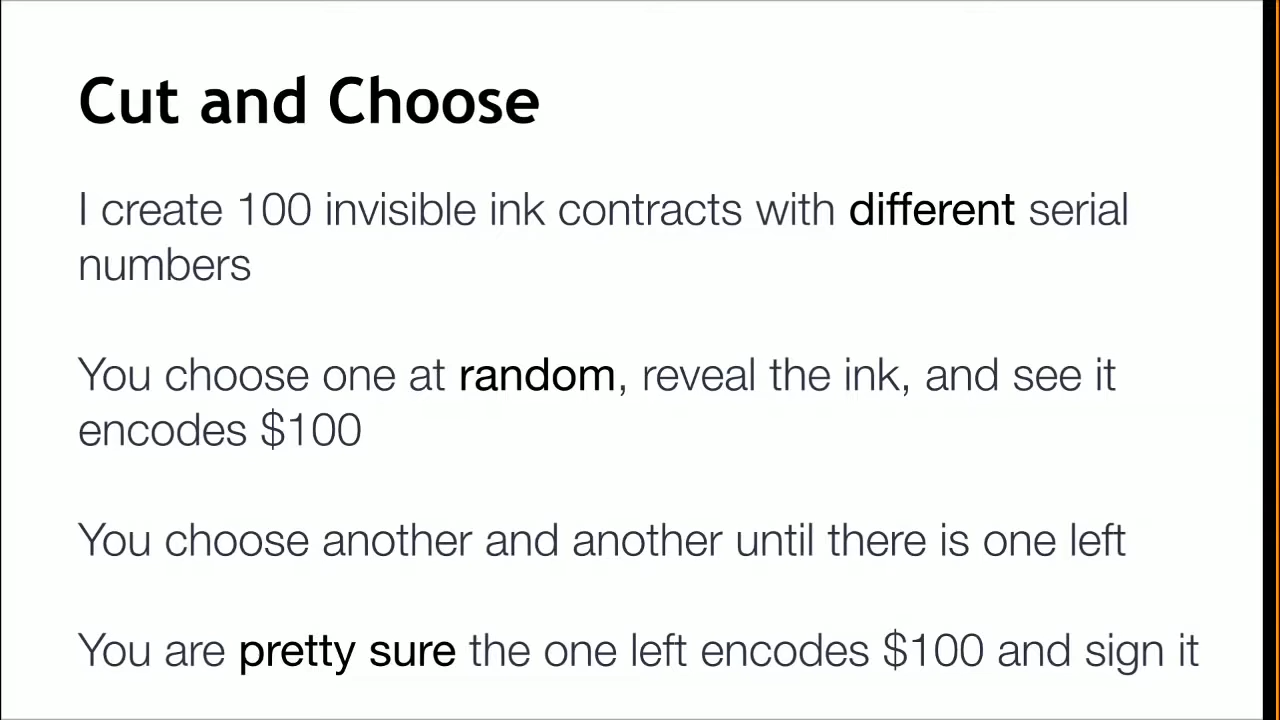 Cut and Choose
I create 100 invisible ink contracts with different serial
numbers
You choose one at random, reveal the ink, and see it
encodes $100
You choose another and another until there is one left
You are pretty sure the one left encodes $100 and sign it